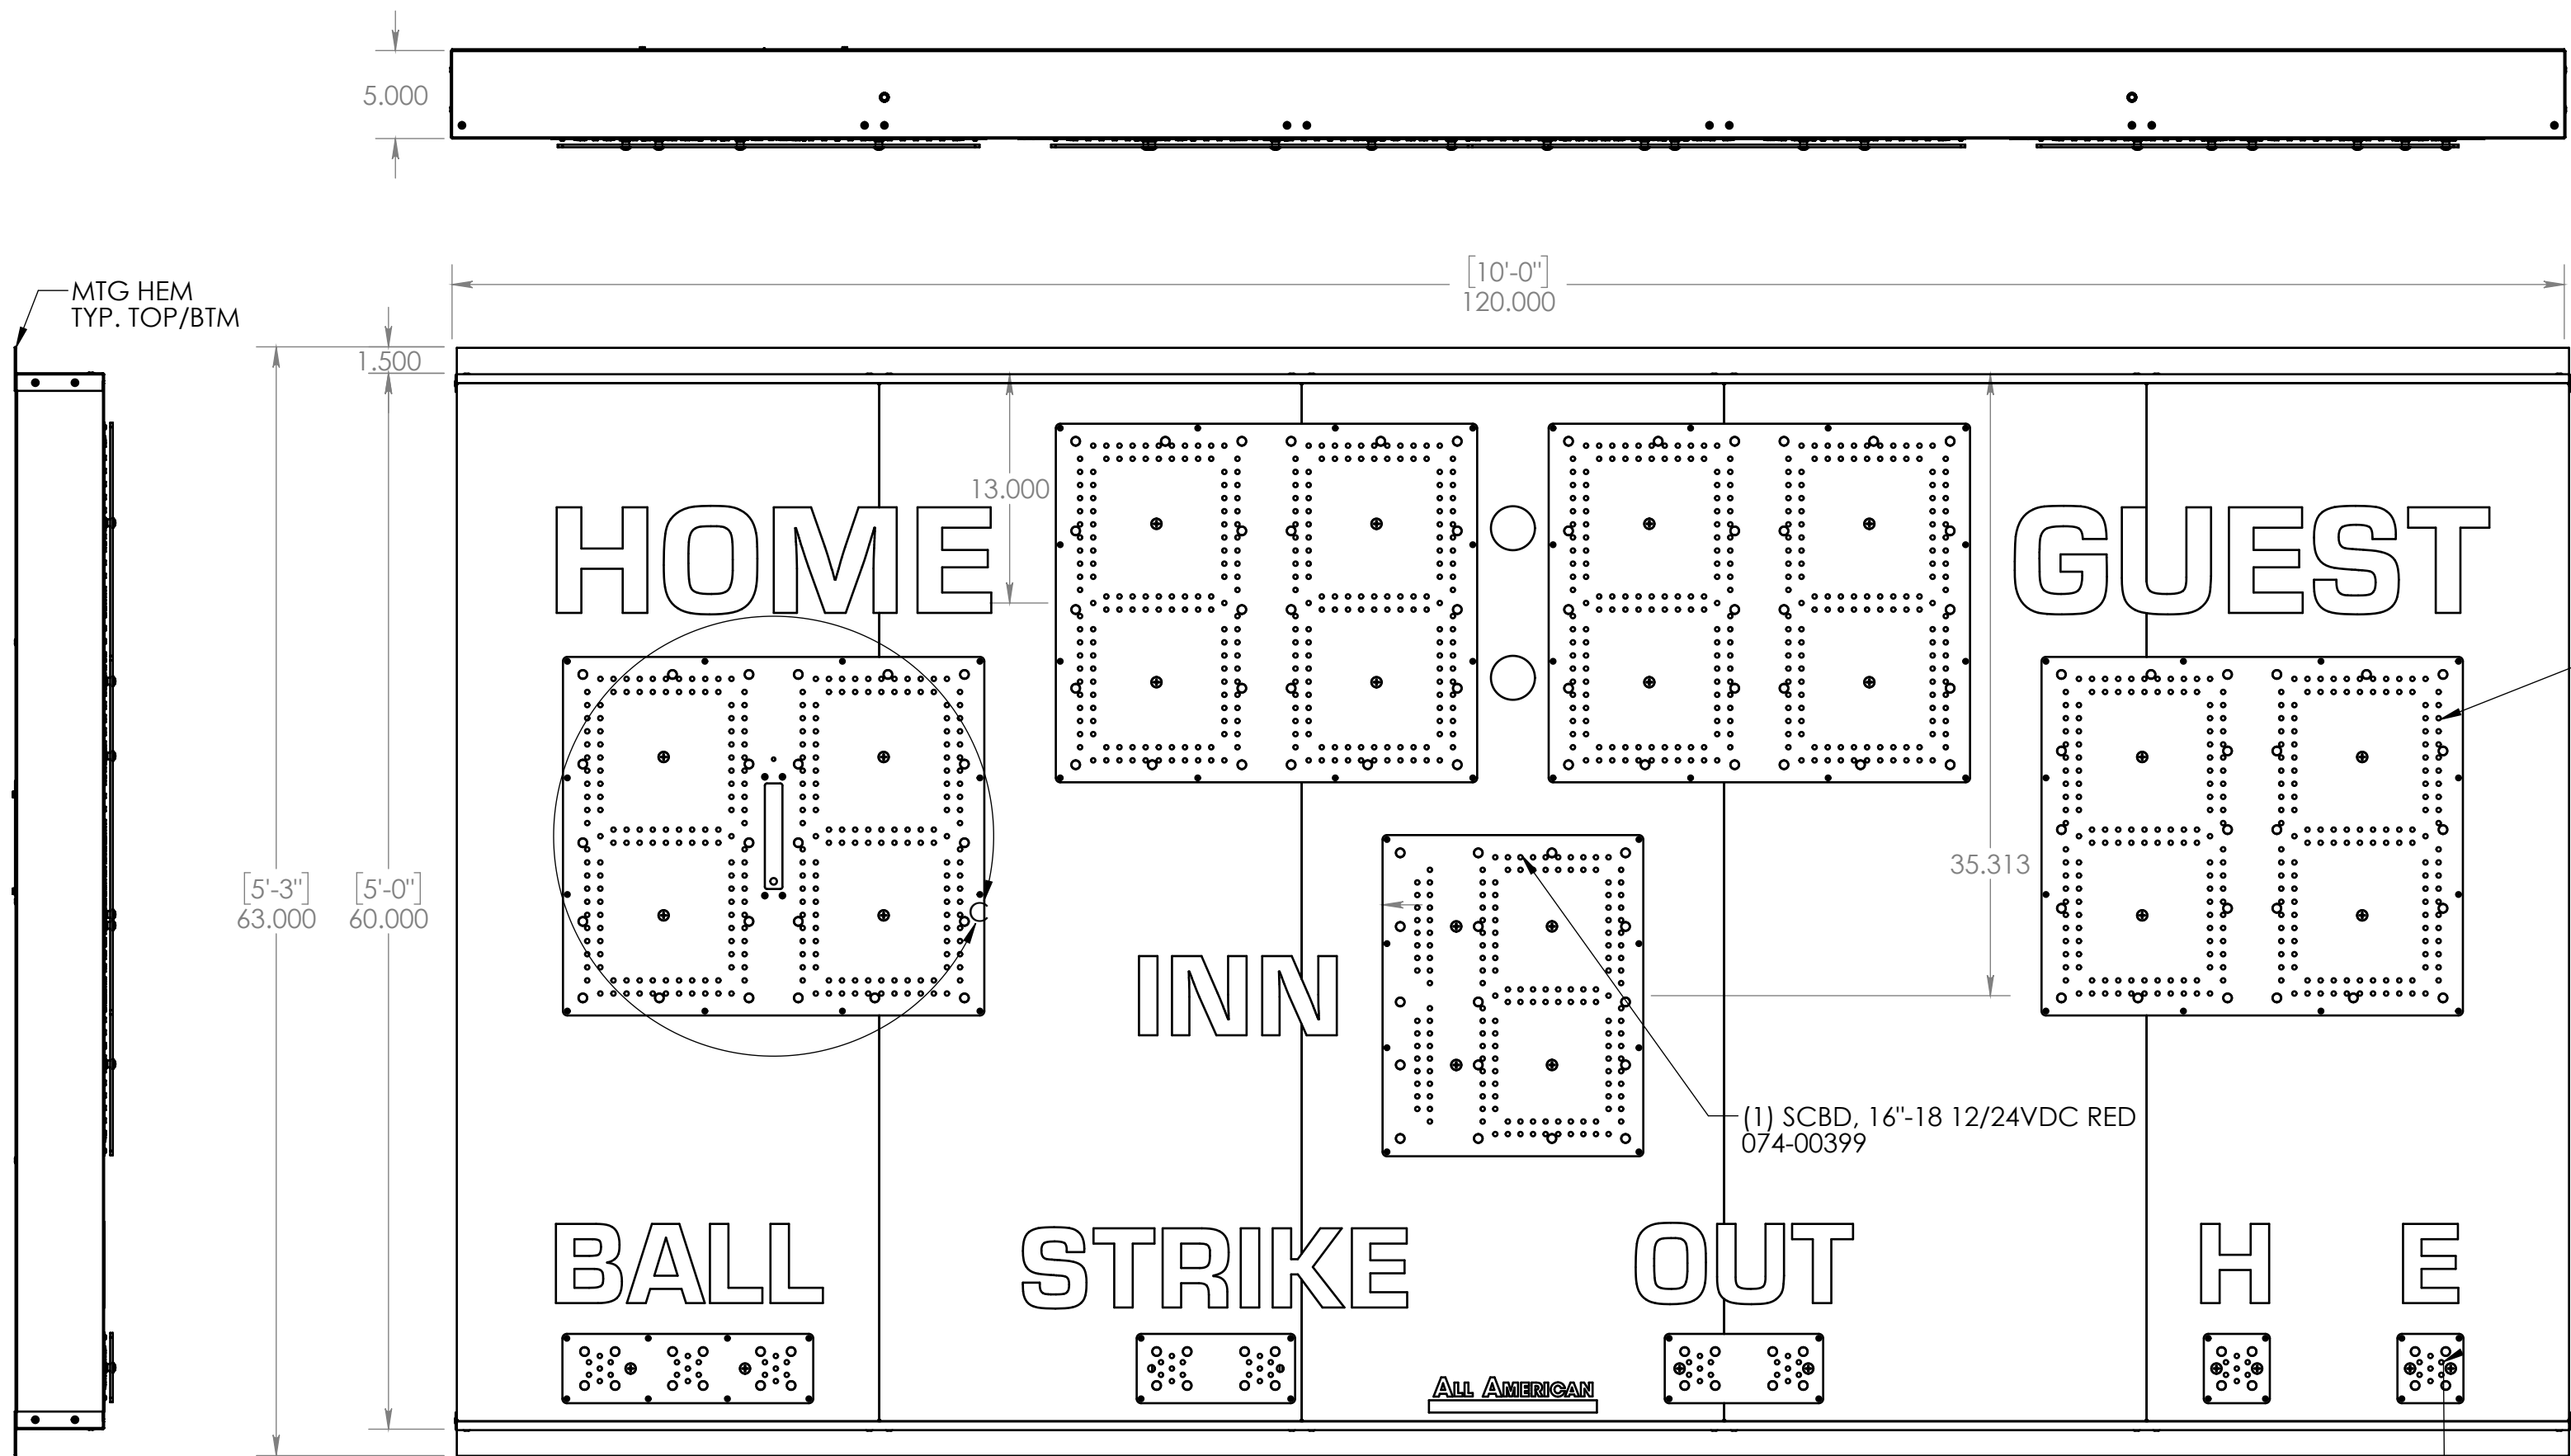 5.000
[10'-0"]
120.000
MTG HEM
TYP. TOP/BTM
1.500
13.000
HOME
GUEST
35.313
[5'-3"]
63.000
[5'-0"]
60.000
C
INN
(1) SCBD, 16"-18 12/24VDC RED
074-00399
BALL
STRIKE
OUT
H
E
ALL AMERICAN